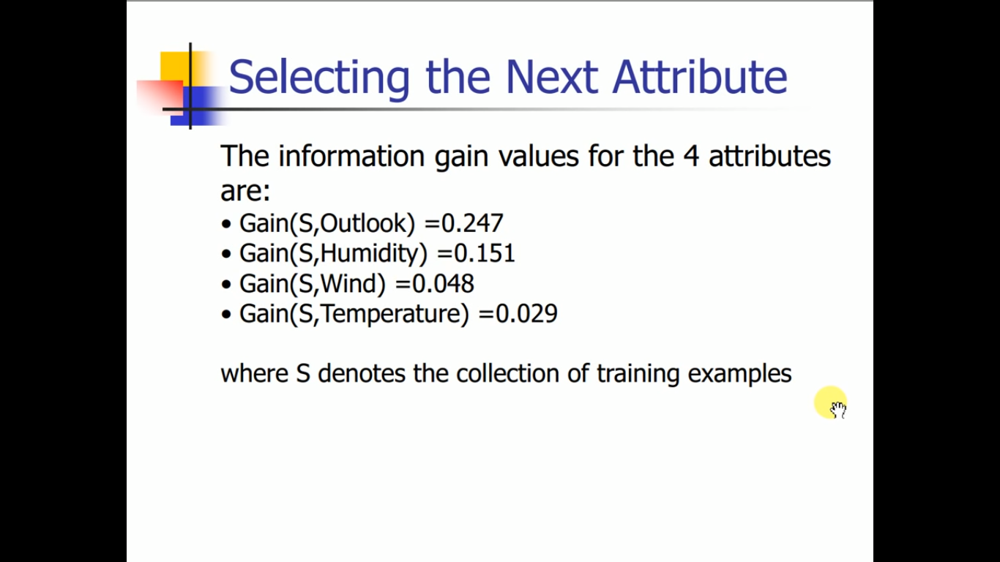 Selecting the Next Attribute
The information gain values for the 4 attributes
are:
• Gain(S,Outlook) =0.247
• Gain(S,Humidity) =0.151
• Gain(S,Wind) =0.048
• Gain(S,Temperature) =0.029
where S denotes the collection of training examples